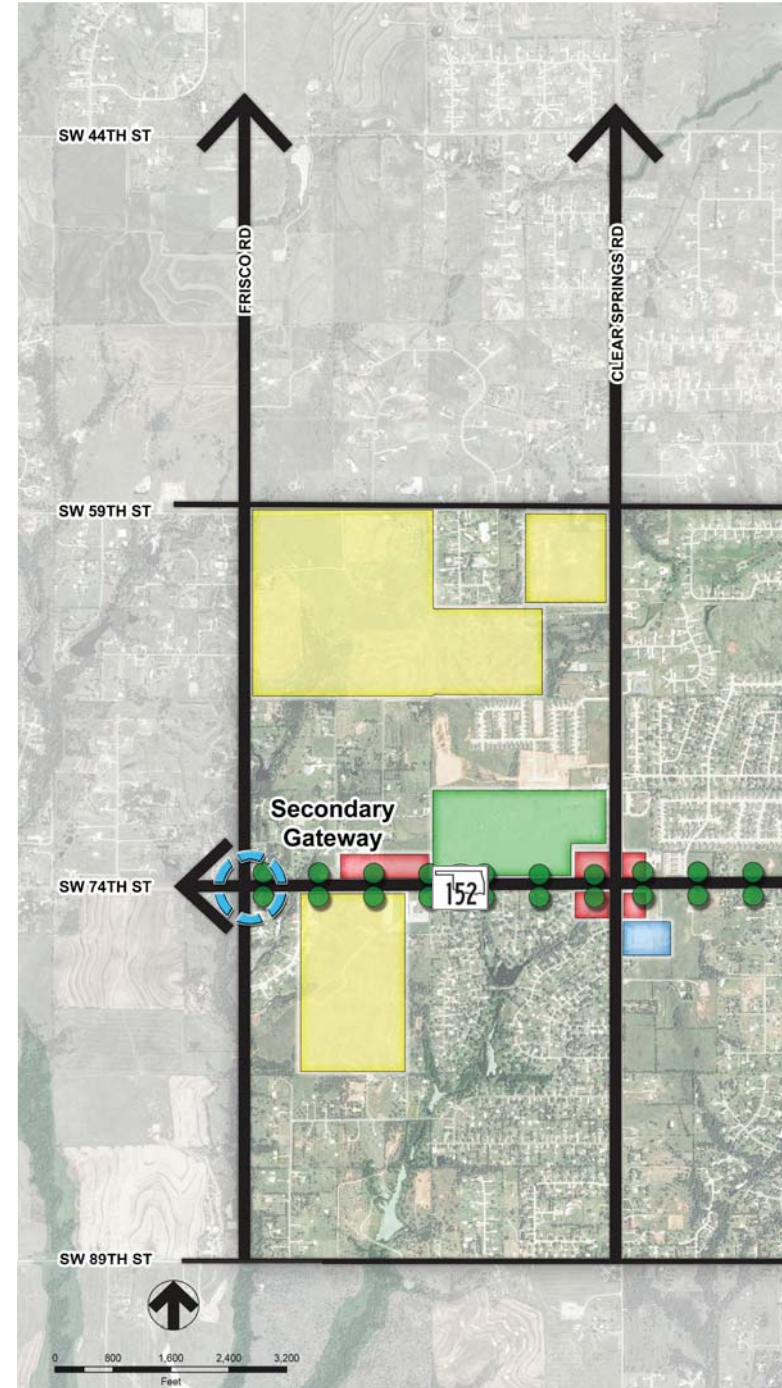 SW 44TH ST
FRISCO RD
CLEAR SPRINGS RD
SW 59TH ST
Secondary
Gateway
SW 74TH ST
152
SW 89TH ST
0 800 1,600 2,400 3,200
Feet